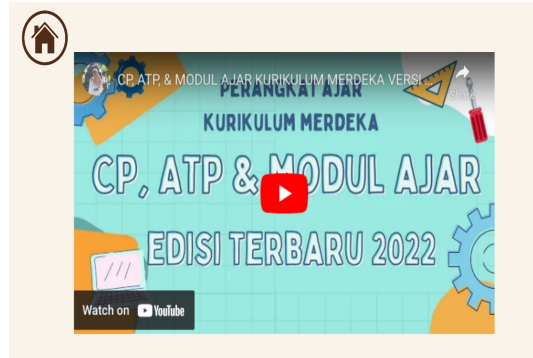 CP, ATP, & MODUL AJAR KURIKULUM MERDEKA VERSI ...
Share
PERANGKAT AJAR
KURIKULUM MERDEKA
CP, ATP & MODUL AJAR
EDISI TERBARU 2022
Watch on YouTube